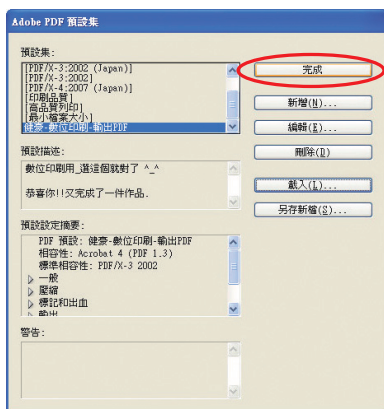 Adobe PDF 預設集
預設集:
[PDF/X-3:2002 (Japan)]
[PDF/X-3:2002]
[PDF/X-4:2007 (Japan)]
[印刷品質]
[高品質列印]
[最小檔案大小]
健豪-數位印刷-輸出PDF
完成
新增(N)...
編輯(E)...
刪除(D)
載入(L)...
另存新檔(S)...
預設描述:
數位印刷用_選這個就對了 ^_^
恭喜你!!又完成了一件作品.
預設設定摘要:
PDF 預設: 健豪-數位印刷-輸出PDF
相容性: Acrobat 4 (PDF 1.3)
標準相容性: PDF/X-3 2002
一般
壓縮
標記和出血
輸出
警告: